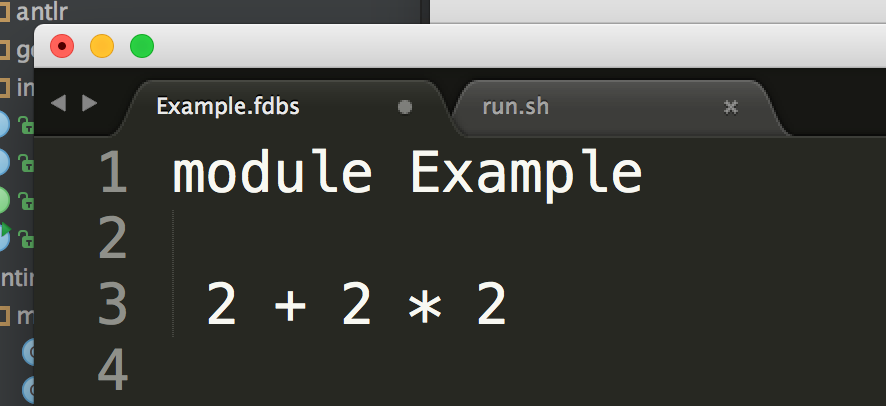 antlr
Example.fdbs
run.sh
1 module Example
2
3 2 + 2 * 2
4